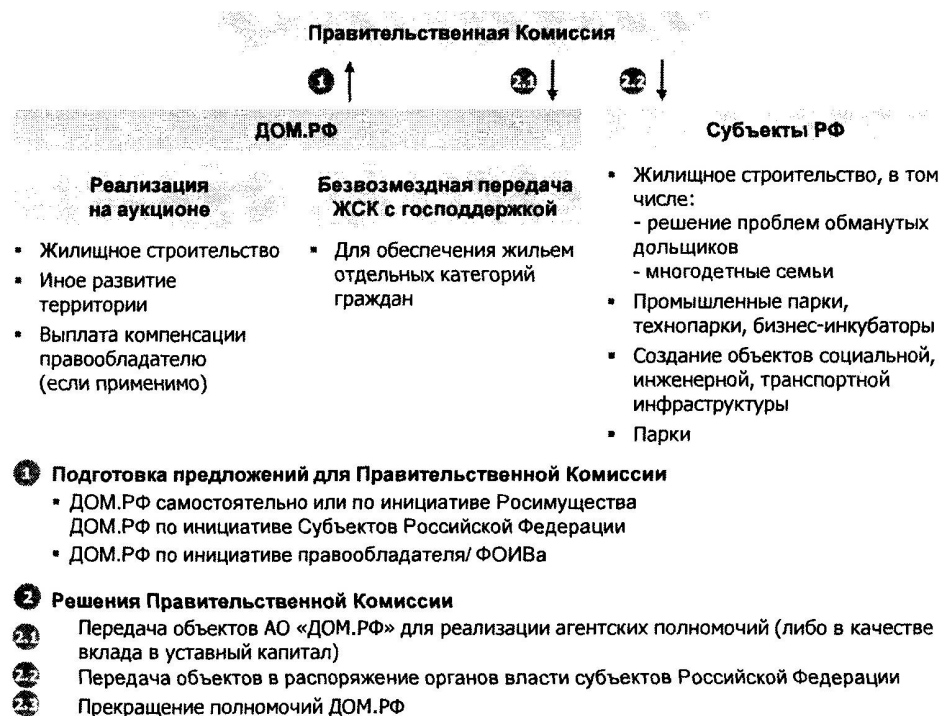 Правительственная Комиссия
1
2.1
2.2
ДОМ.РФ
Субъекты РФ
Реализация
на аукционе
▪ Жилищное строительство
▪ Иное развитие
территории
▪ Выплата компенсации
правообладателю
(если применимо)
Безвозмездная передача
ЖСК с господдержкой
▪ Для обеспечения жильем
отдельных категорий
граждан
▪ Жилищное строительство, в том
числе:
- решение проблем обманутых
дольщиков
- многодетные семьи
▪ Промышленные парки,
технопарки, бизнес-инкубаторы
▪ Создание объектов социальной,
инженерной, транспортной
инфраструктуры
▪ Парки
1 Подготовка предложений для Правительственной Комиссии
▪ ДОМ.РФ самостоятельно или по инициативе Росимущества
ДОМ.РФ по инициативе Субъектов Российской Федерации
▪ ДОМ.РФ по инициативе правообладателя/ ФОИВа
2 Решения Правительственной Комиссии
2.1 Передача объектов АО «ДОМ.РФ» для реализации агентских полномочий (либо в качестве
вклада в уставный капитал)
2.2 Передача объектов в распоряжение органов власти субъектов Российской Федерации
2.3 Прекращение полномочий ДОМ.РФ